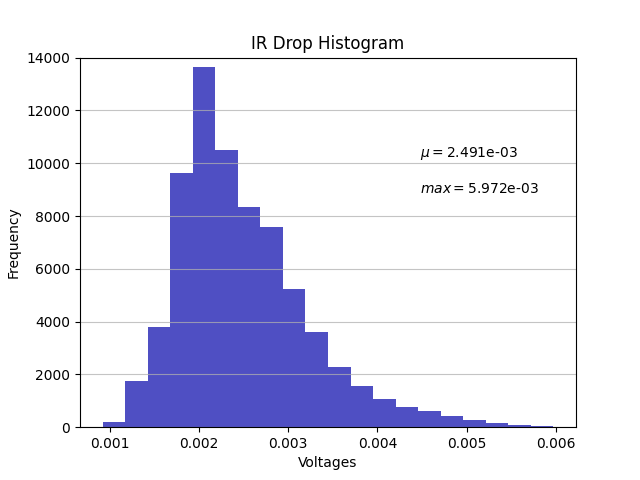 IR Drop Histogram
14000
12000
10000
8000
6000
4000
2000
0
Frequency
μ = 2.491e-03
max = 5.972e-03
0.001 0.002 0.003 0.004 0.005 0.006
Voltages